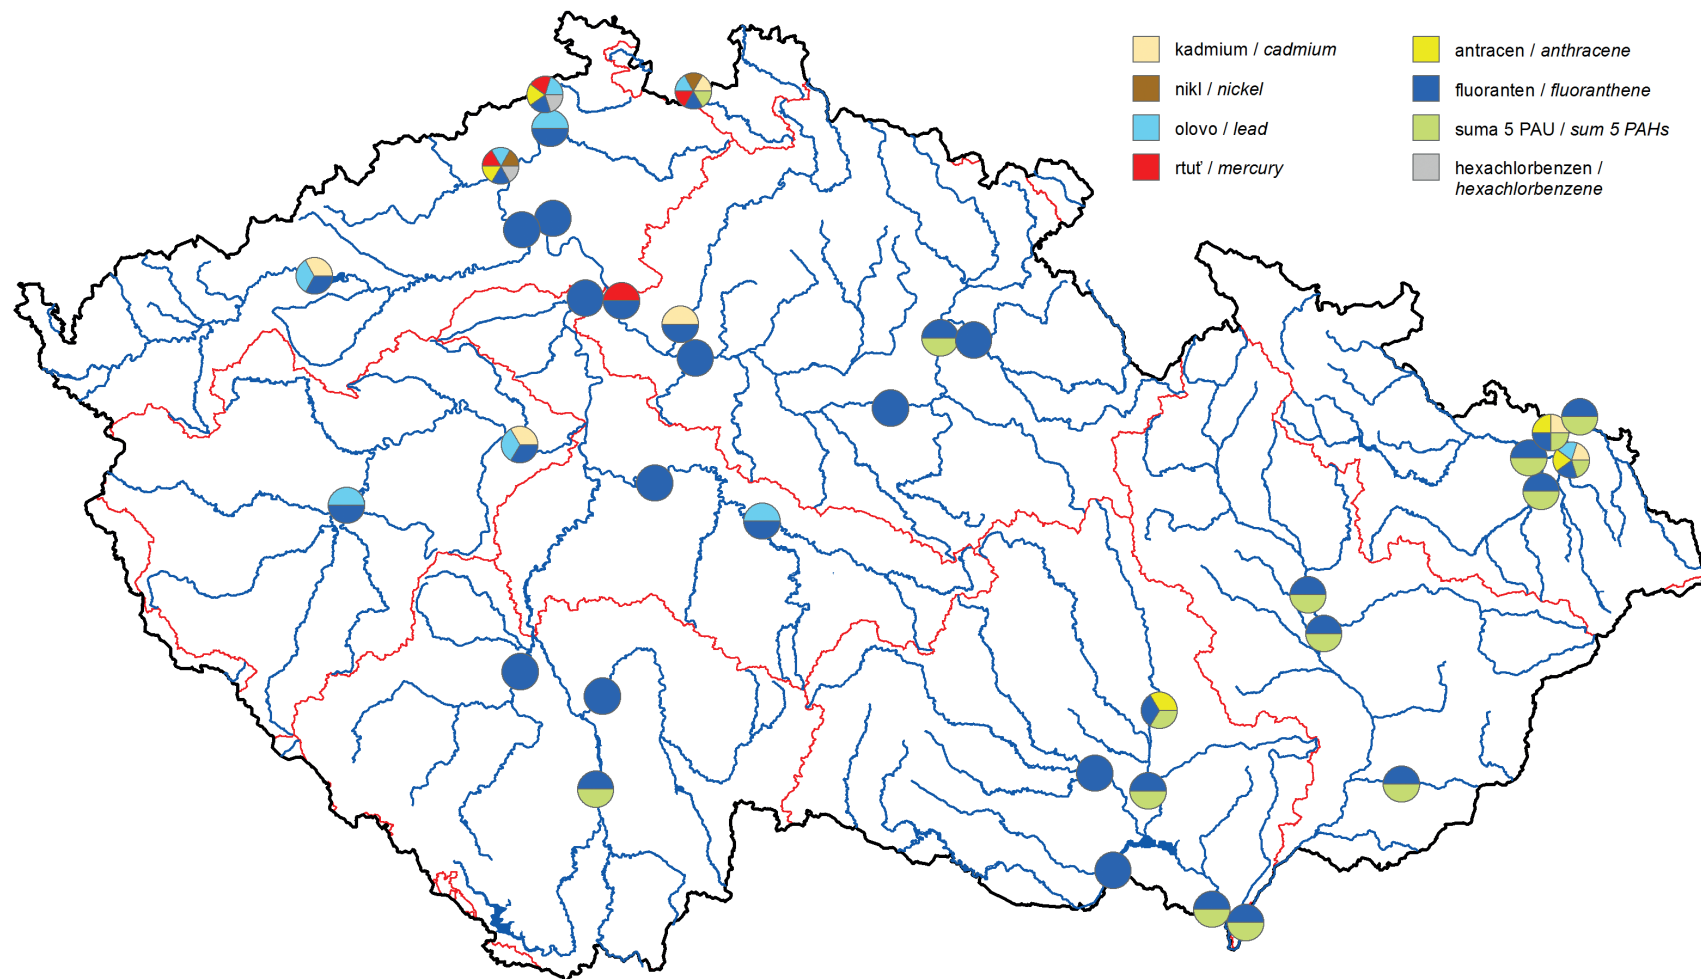 kadmium / cadmium
nikl / nickel
olovo / lead
rtuť / mercury
antracen / anthracene
fluoranten / fluoranthene
suma 5 PAU / sum 5 PAHs
hexachlorbenzen /
hexachlorbenzene